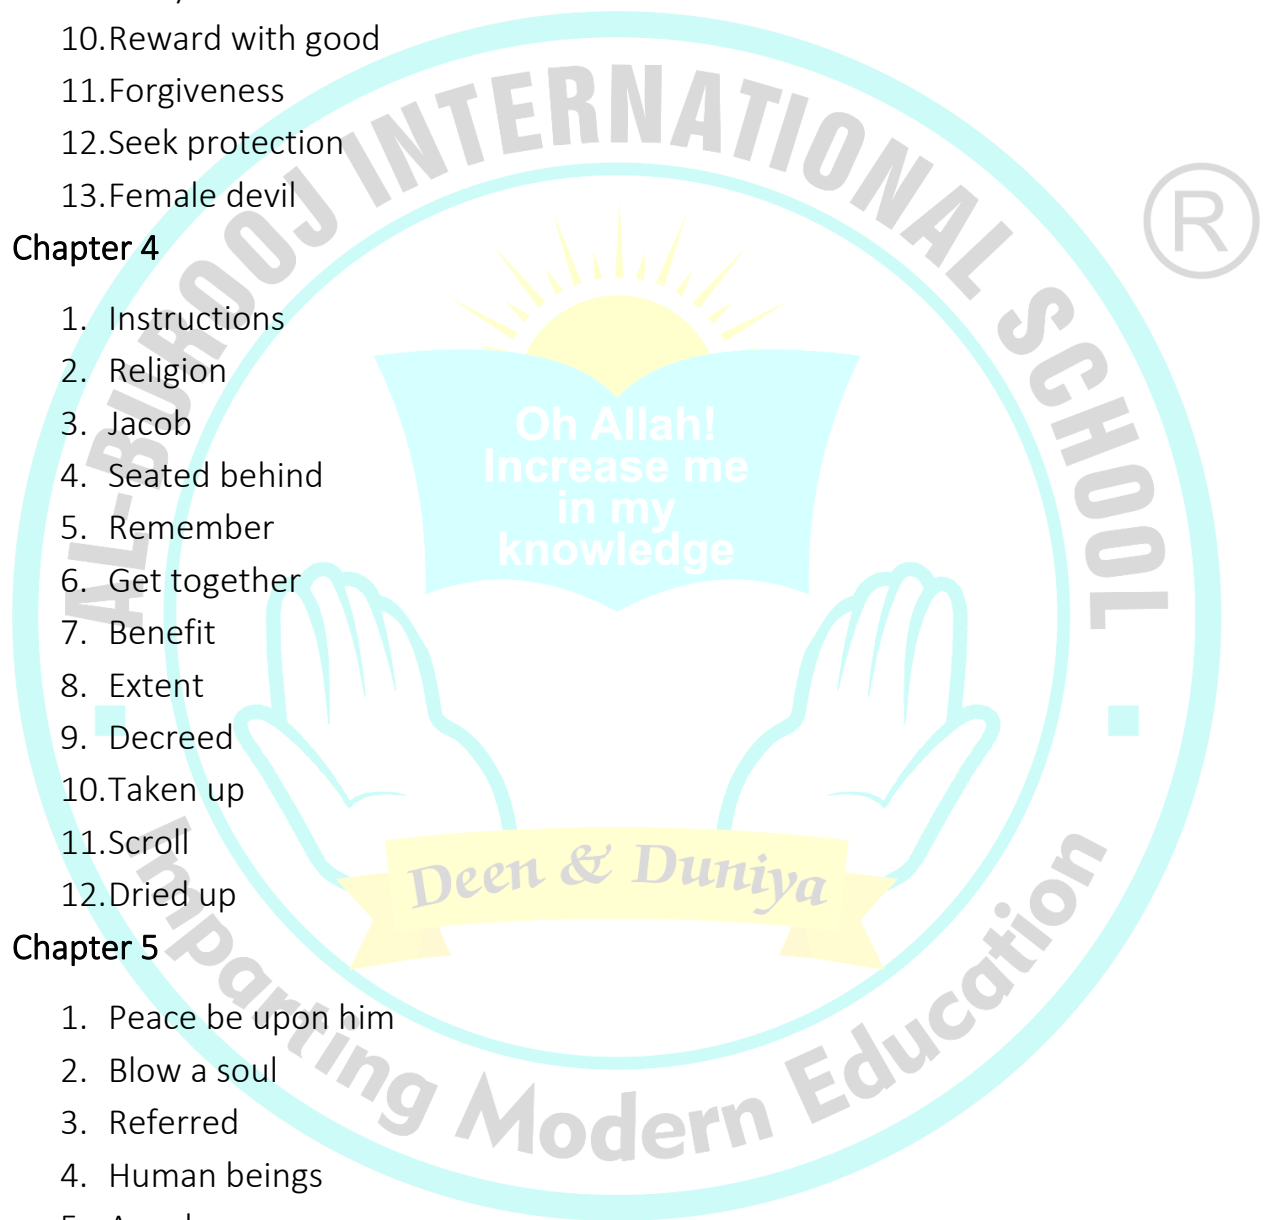 10.Reward with good
11.Forgiveness
12.Seek protection
13.Female devil
Chapter 4
1. Instructions
2. Religion
3. Jacob
4. Seated behind
5. Remember
6. Get together
7. Benefit
8. Extent
9. Decreed
10.Taken up
11.Scroll
12.Dried up
Chapter 5
1. Peace be upon him
2. Blow a soul
3. Referred
4. Human beings
AL-BUROOJ INTERNATIONAL SCHOOL
®
Oh Allah!
Increase me
in my
knowledge
Deen & Duniya
Imparting Modern Education